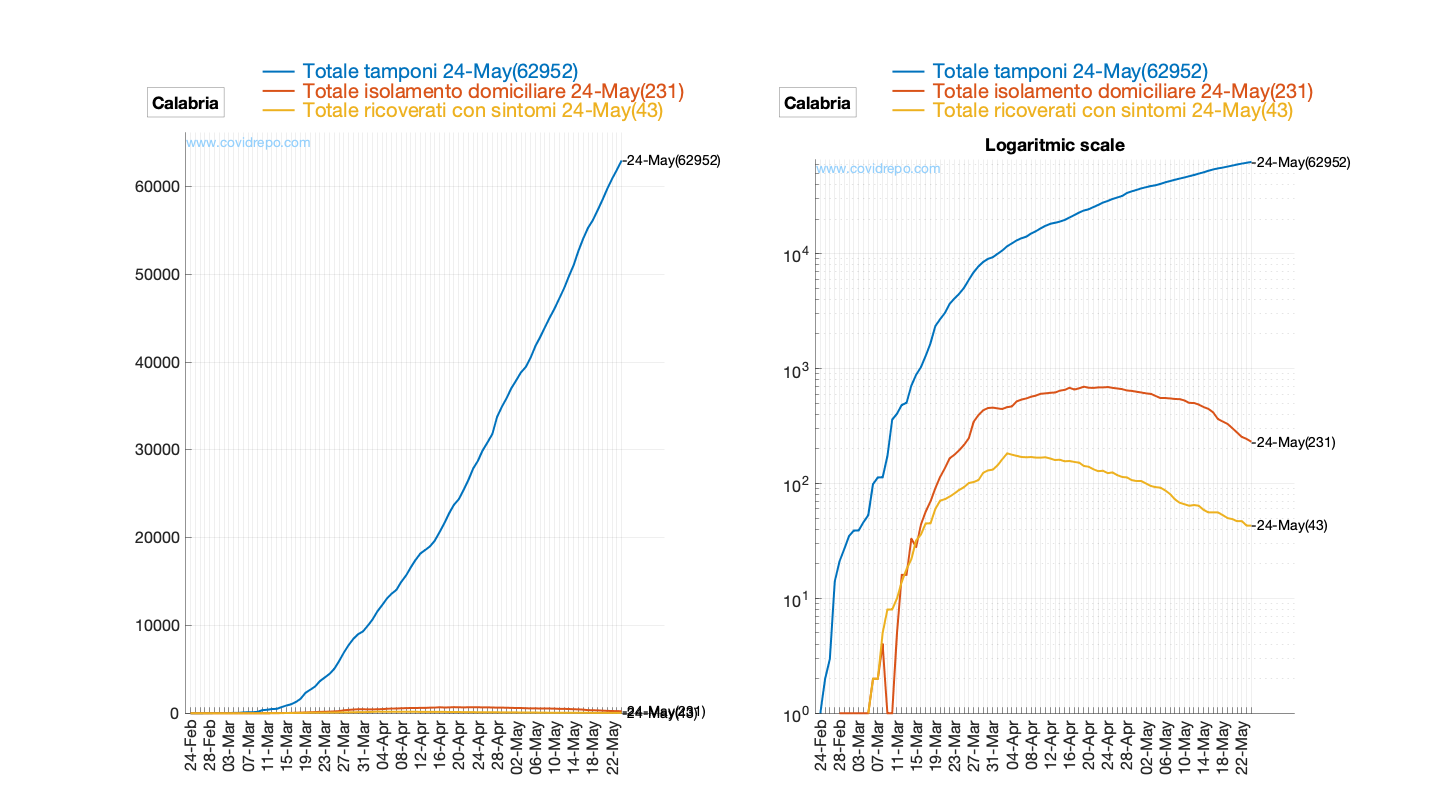 Totale tamponi 24-May(62952)
Totale isolamento domiciliare 24-May(231)
Totale ricoverati con sintomi 24-May(43)
Calabria
www.covidrepo.com
60000
50000
40000
30000
20000
10000
0
24-May(62952)
24-May(231)
24-May(43)
24-Feb
28-Feb
03-Mar
07-Mar
11-Mar
15-Mar
19-Mar
23-Mar
27-Mar
31-Mar
04-Apr
08-Apr
12-Apr
16-Apr
20-Apr
24-Apr
28-Apr
02-May
06-May
10-May
14-May
18-May
22-May
Totale tamponi 24-May(62952)
Totale isolamento domiciliare 24-May(231)
Totale ricoverati con sintomi 24-May(43)
Calabria
Logaritmic scale
www.covidrepo.com
10^4
10^3
10^2
10^1
10^0
24-May(62952)
24-May(231)
24-May(43)
24-Feb
28-Feb
03-Mar
07-Mar
11-Mar
15-Mar
19-Mar
23-Mar
27-Mar
31-Mar
04-Apr
08-Apr
12-Apr
16-Apr
20-Apr
24-Apr
28-Apr
02-May
06-May
10-May
14-May
18-May
22-May